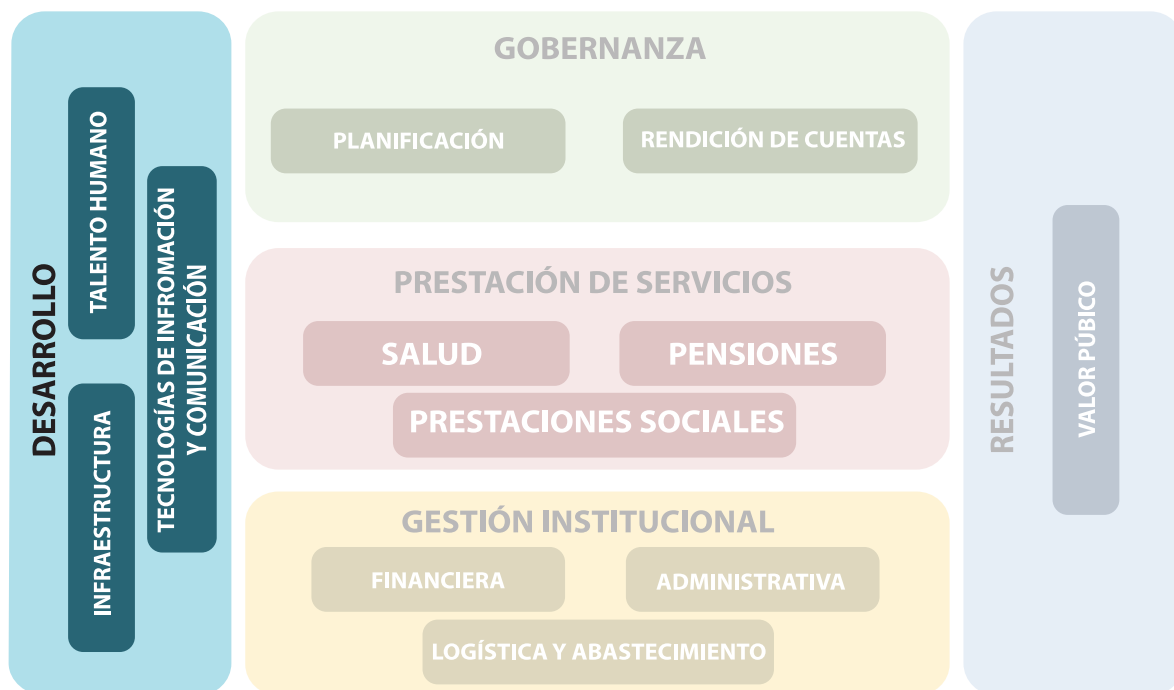 DESARROLLO
TALENTO HUMANO
INFRAESTRUCTURA
TECNOLOGÍAS DE INFROMACIÓN
Y COMUNICACIÓN
GOBERNANZA
PLANIFICACIÓN
RENDICIÓN DE CUENTAS
PRESTACIÓN DE SERVICIOS
SALUD
PENSIONES
PRESTACIONES SOCIALES
GESTIÓN INSTITUCIONAL
FINANCIERA
ADMINISTRATIVA
LOGÍSTICA Y ABASTECIMIENTO
RESULTADOS
VALOR PÚBICO